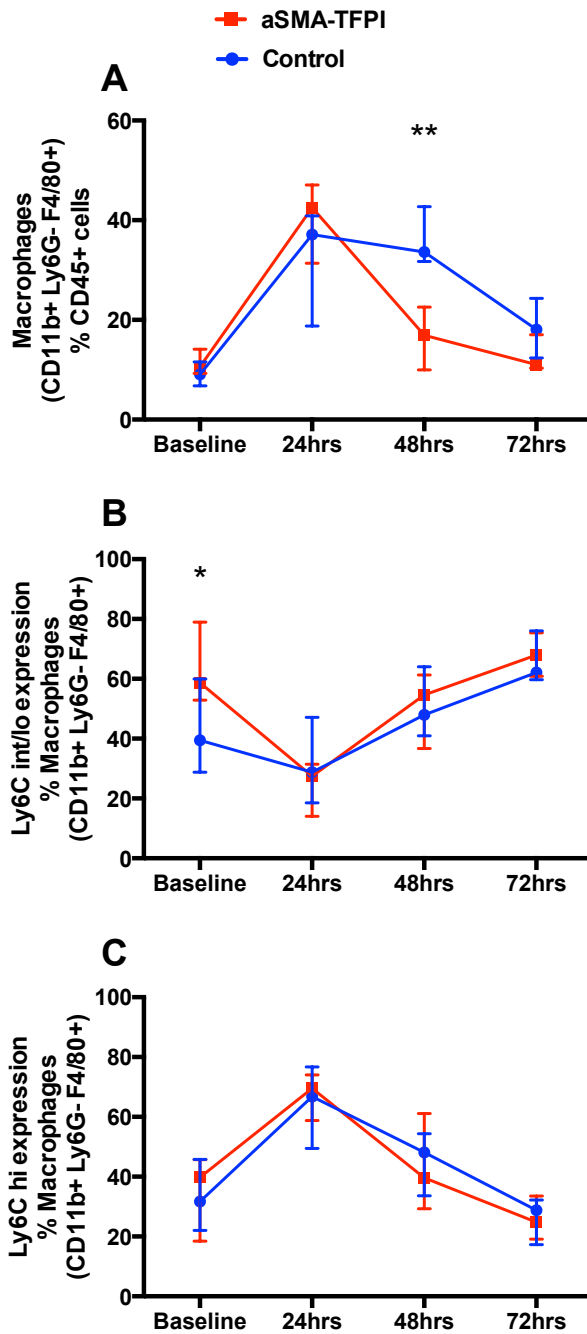 aSMA-TFPI
Control
A
Macrophages
(CD11b+ Ly6G- F4/80+)
% CD45+ cells
60
40
20
0
**
Baseline 24hrs 48hrs 72hrs
B
Ly6C int/lo expression
% Macrophages
(CD11b+ Ly6G- F4/80+)
100
80
60
40
20
0
*
Baseline 24hrs 48hrs 72hrs
C
Ly6C hi expression
% Macrophages
(CD11b+ Ly6G- F4/80+)
100
80
60
40
20
0
Baseline 24hrs 48hrs 72hrs